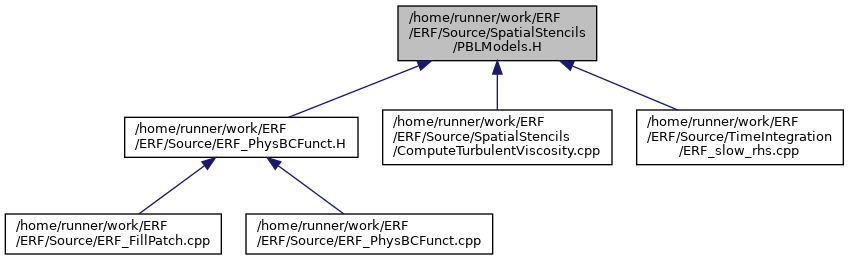 /home/runner/work/ERF
/ERF/Source/SpatialStencils
/PBLModels.H
/home/runner/work/ERF
/ERF/Source/ERF_PhysBCFunct.H
/home/runner/work/ERF
/ERF/Source/SpatialStencils
/ComputeTurbulentViscosity.cpp
/home/runner/work/ERF
/ERF/Source/TimeIntegration
/ERF_slow_rhs.cpp
/home/runner/work/ERF
/ERF/Source/ERF_FillPatch.cpp
/home/runner/work/ERF
/ERF/Source/ERF_PhysBCFunct.cpp